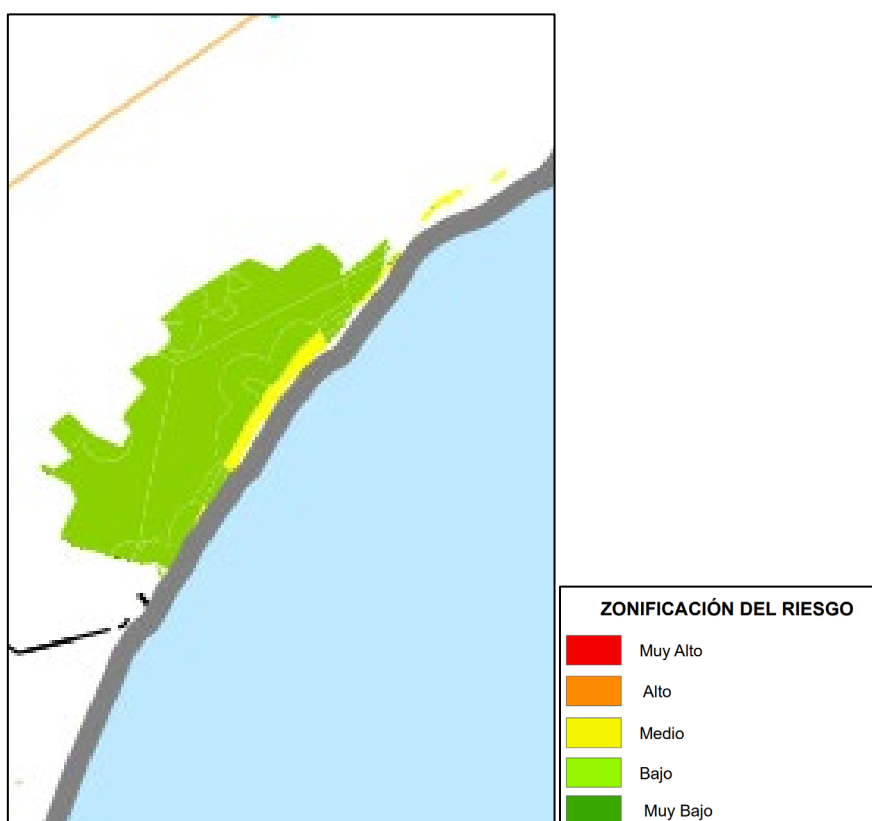 ZONIFICACIÓN DEL RIESGO
Muy Alto
Alto
Medio
Bajo
Muy Bajo